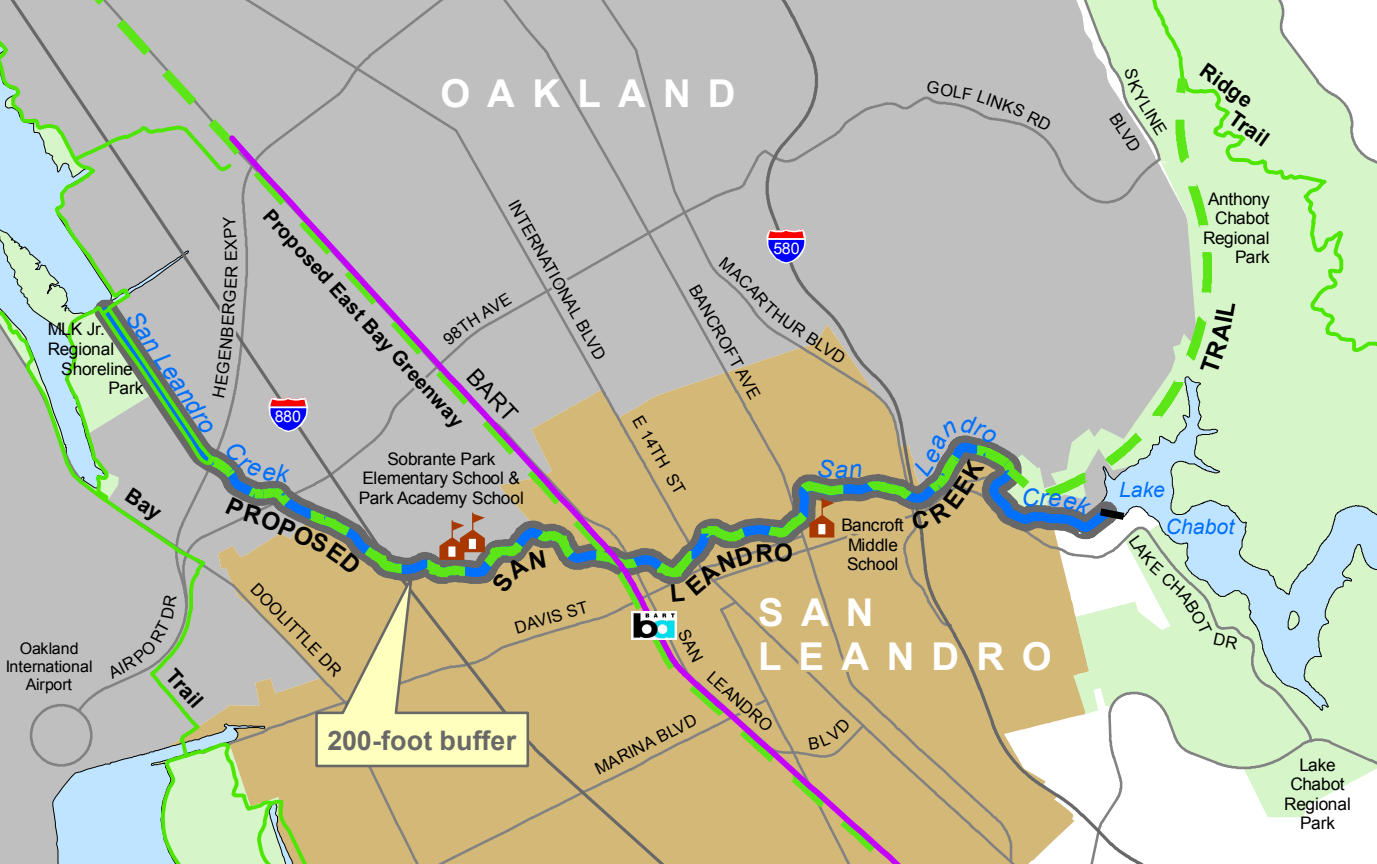 OAKLAND
GOLF LINKS RD
SKYLINE
BLVD
Ridge
Trail
Anthony
Chabot
Regional
Park
TRAIL
580
INTERNATIONAL BLVD
HEGENBERGER EXPY
Proposed East Bay Greenway
98TH AVE
BART
BANCROFT AVE
MACARTHUR BLVD
MLK Jr.
Regional
Shoreline
Park
San Leandro
Creek
880
E 14TH ST
Sobrante Park
Elementary School &
Park Academy School
San
Leandro
Creek
Lake
Chabot
Bay
Trail
PROPOSED
SAN
LEANDRO
CREEK
Bancroft
Middle
School
DOOLITTLE DR
DAVIS ST
BART
ba
SAN
LEANDRO
BLVD
SAN
LEANDRO
LAKE CHABOT DR
Oakland
International
Airport
AIRPORT DR
200-foot buffer
MARINA BLVD
Lake
Chabot
Regional
Park